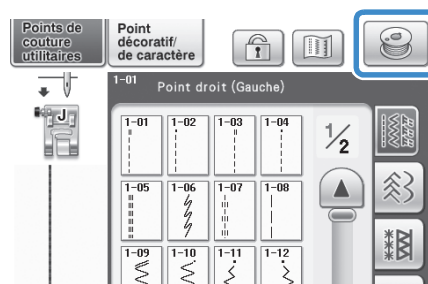 Points de
couture
utilitaires
Point
décoratif/
de caractère
1-01
Point droit (Gauche)
J
1-01 1-02 1-03 1-04
1/2
1-05 1-06 1-07 1-08
1-09 1-10 1-11 1-12